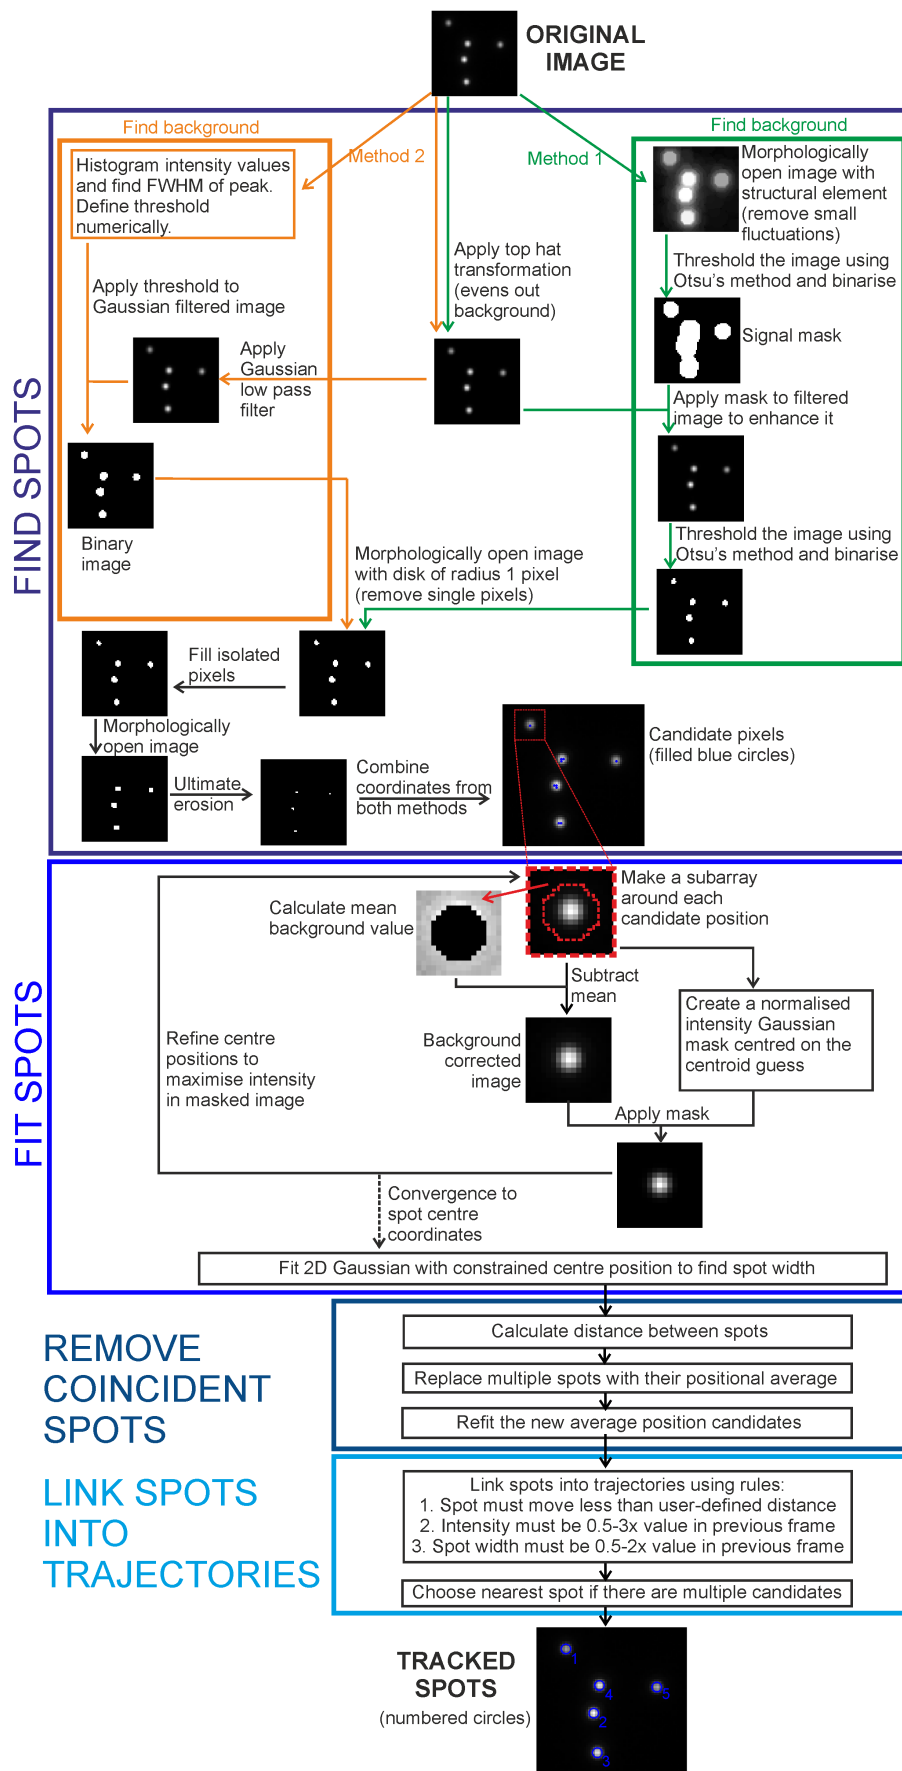 ORIGINAL
IMAGE
FIND SPOTS
Find background
Find background
Method 2
Method 1
Histogram intensity values
and find FWHM of peak.
Define threshold
numerically.
Morphologically
open image with
structural element
(remove small
fluctuations)
Apply top hat
transformation
(evens out
background)
Threshold the image using
Otsu's method and binarise
Apply threshold to
Gaussian filtered image
Signal mask
Apply
Gaussian
low pass
filter
Apply mask to filtered
image to enhance it
Binary
image
Threshold the image using
Otsu's method and binarise
Morphologically open image
with disk of radius 1 pixel
(remove single pixels)
Fill isolated
pixels
Morphologically
open image
Ultimate
erosion
Combine
coordinates from
both methods
Candidate pixels
(filled blue circles)
FIT SPOTS
Make a subarray
around each
candidate position
Calculate mean
background value
Subtract
mean
Create a normalised
intensity Gaussian
mask centred on the
centroid guess
Refine centre
positions to
maximise intensity
in masked image
Background
corrected
image
Apply mask
Convergence to
spot centre
coordinates
Fit 2D Gaussian with constrained centre position to find spot width
REMOVE
COINCIDENT
SPOTS
Calculate distance between spots
Replace multiple spots with their positional average
Refit the new average position candidates
LINK SPOTS
INTO
TRAJECTORIES
Link spots into trajectories using rules:
1. Spot must move less than user-defined distance
2. Intensity must be 0.5-3x value in previous frame
3. Spot width must be 0.5-2x value in previous frame
Choose nearest spot if there are multiple candidates
TRACKED
SPOTS
(numbered circles)
1
4
5
2
3